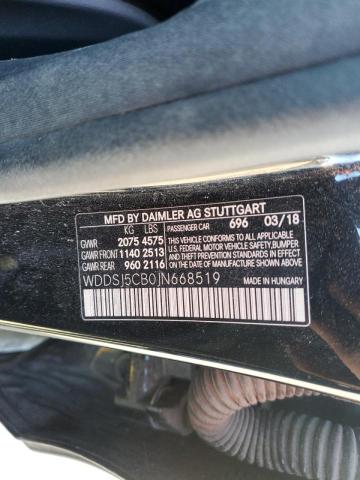 MFD BY DAIMLER AG STUTTGART
KG LBS PASSENGER CAR 696 03/18
GVWR 2075 4575 THIS VEHICLE CONFORMS TO ALL APPLICABLE
GAWR FRONT 1140 2513 U.S. FEDERAL MOTOR VEHICLE SAFETY, BUMPER
GAWR REAR 960 2116 AND THEFT PREVENTION STANDARDS IN EFFECT
ON THE DATE OF MANUFACTURE SHOWN ABOVE
WDDSJ5CB0JN668519 MADE IN HUNGARY